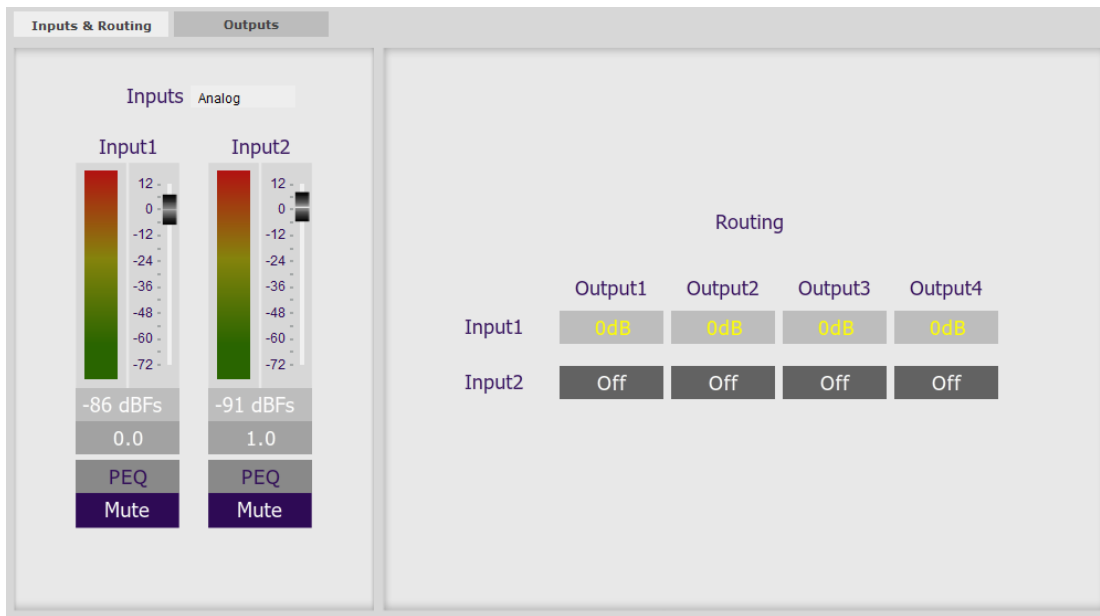 Inputs & Routing Outputs
Inputs Analog
Input1 Input2
12 12
0 0
-12 -12
-24 -24
-36 -36
-48 -48
-60 -60
-72 -72
-86 dBFs -91 dBFs
0.0 1.0
PEQ PEQ
Mute Mute
Routing
Output1 Output2 Output3 Output4
Input1 0dB 0dB 0dB 0dB
Input2 Off Off Off Off